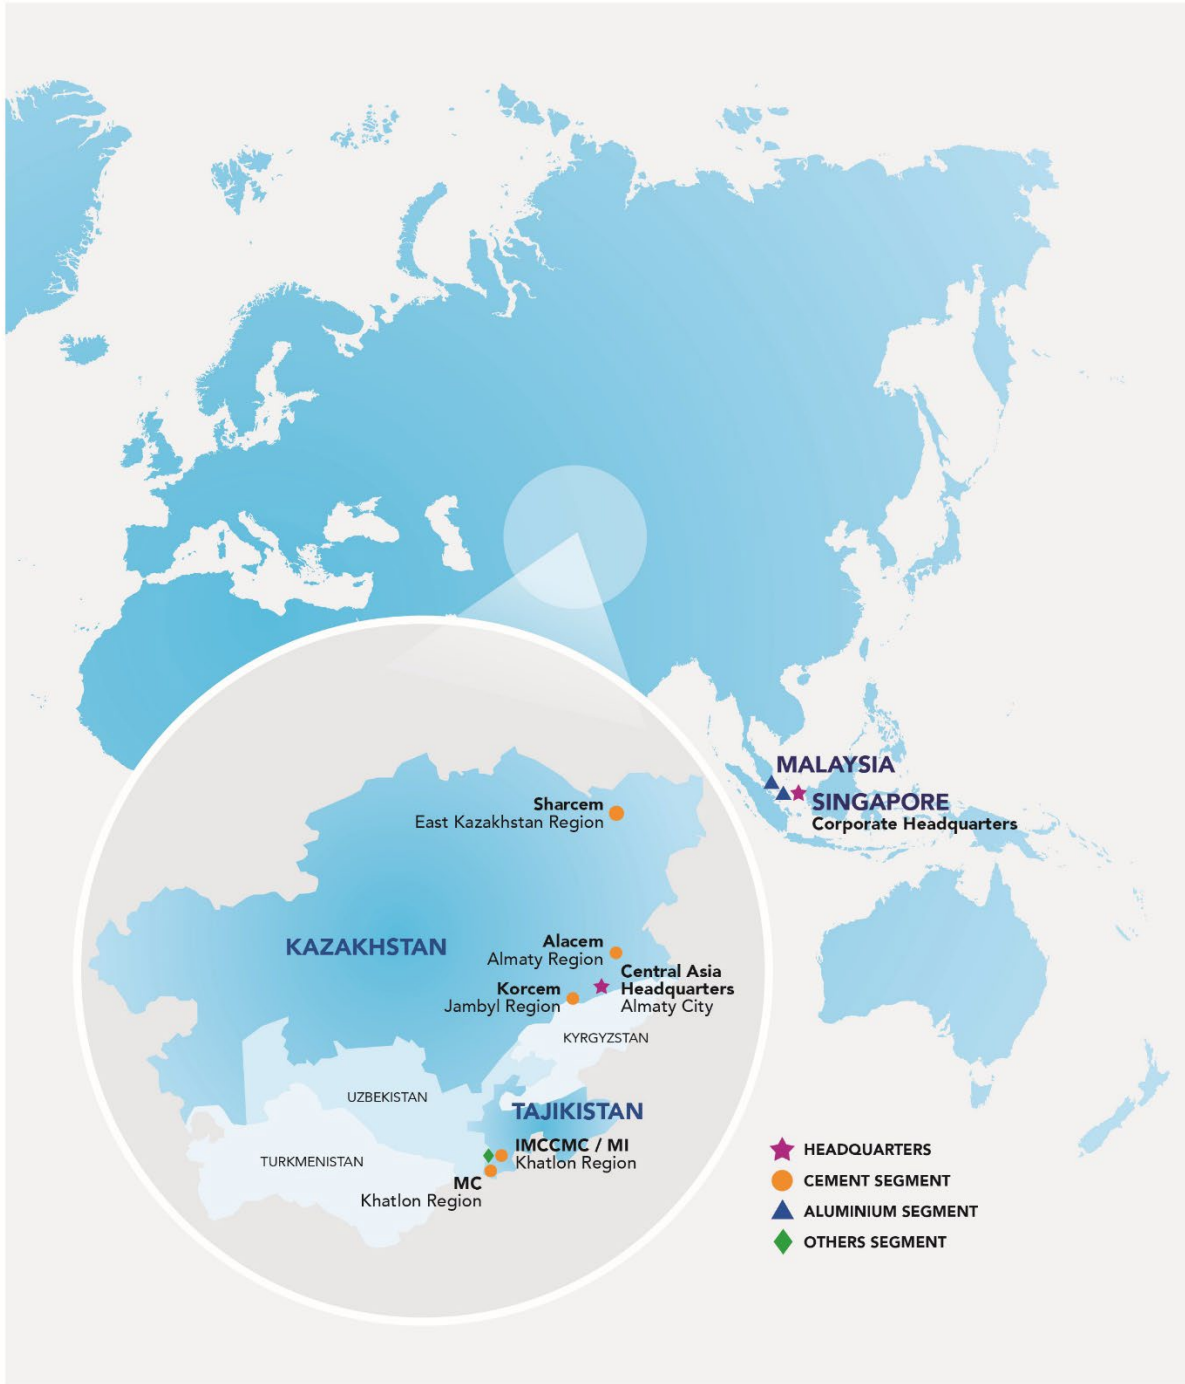 MALAYSIA
SINGAPORE
Corporate Headquarters
Sharcem
East Kazakhstan Region
KAZAKHSTAN
Alacem
Almaty Region
Central Asia
Headquarters
Almaty City
Korcem
Jambyl Region
KYRGYZSTAN
UZBEKISTAN
TAJIKISTAN
IMCCMC / MI
Khatlon Region
TURKMENISTAN
MC
Khatlon Region
HEADQUARTERS
CEMENT SEGMENT
ALUMINIUM SEGMENT
OTHERS SEGMENT